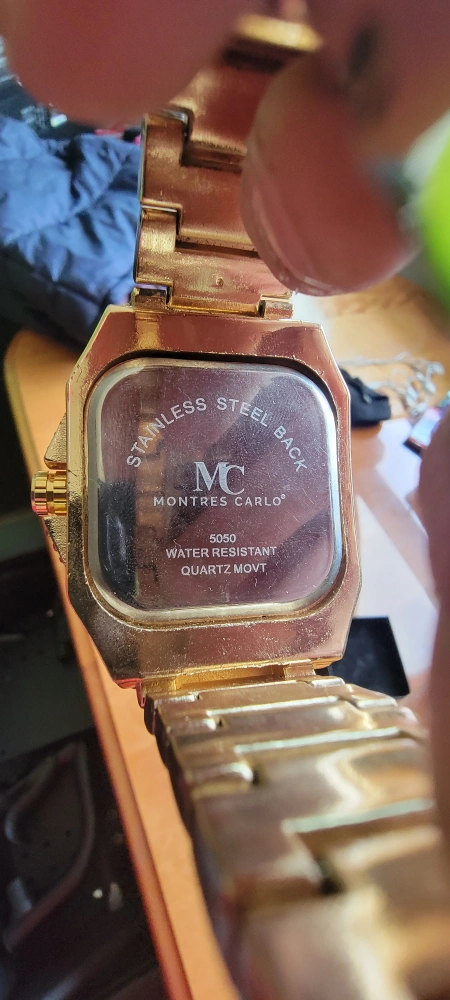 STAINLESS STEEL BACK
MC
MONTRES CARLO®
5050
WATER RESISTANT
QUARTZ MOVT